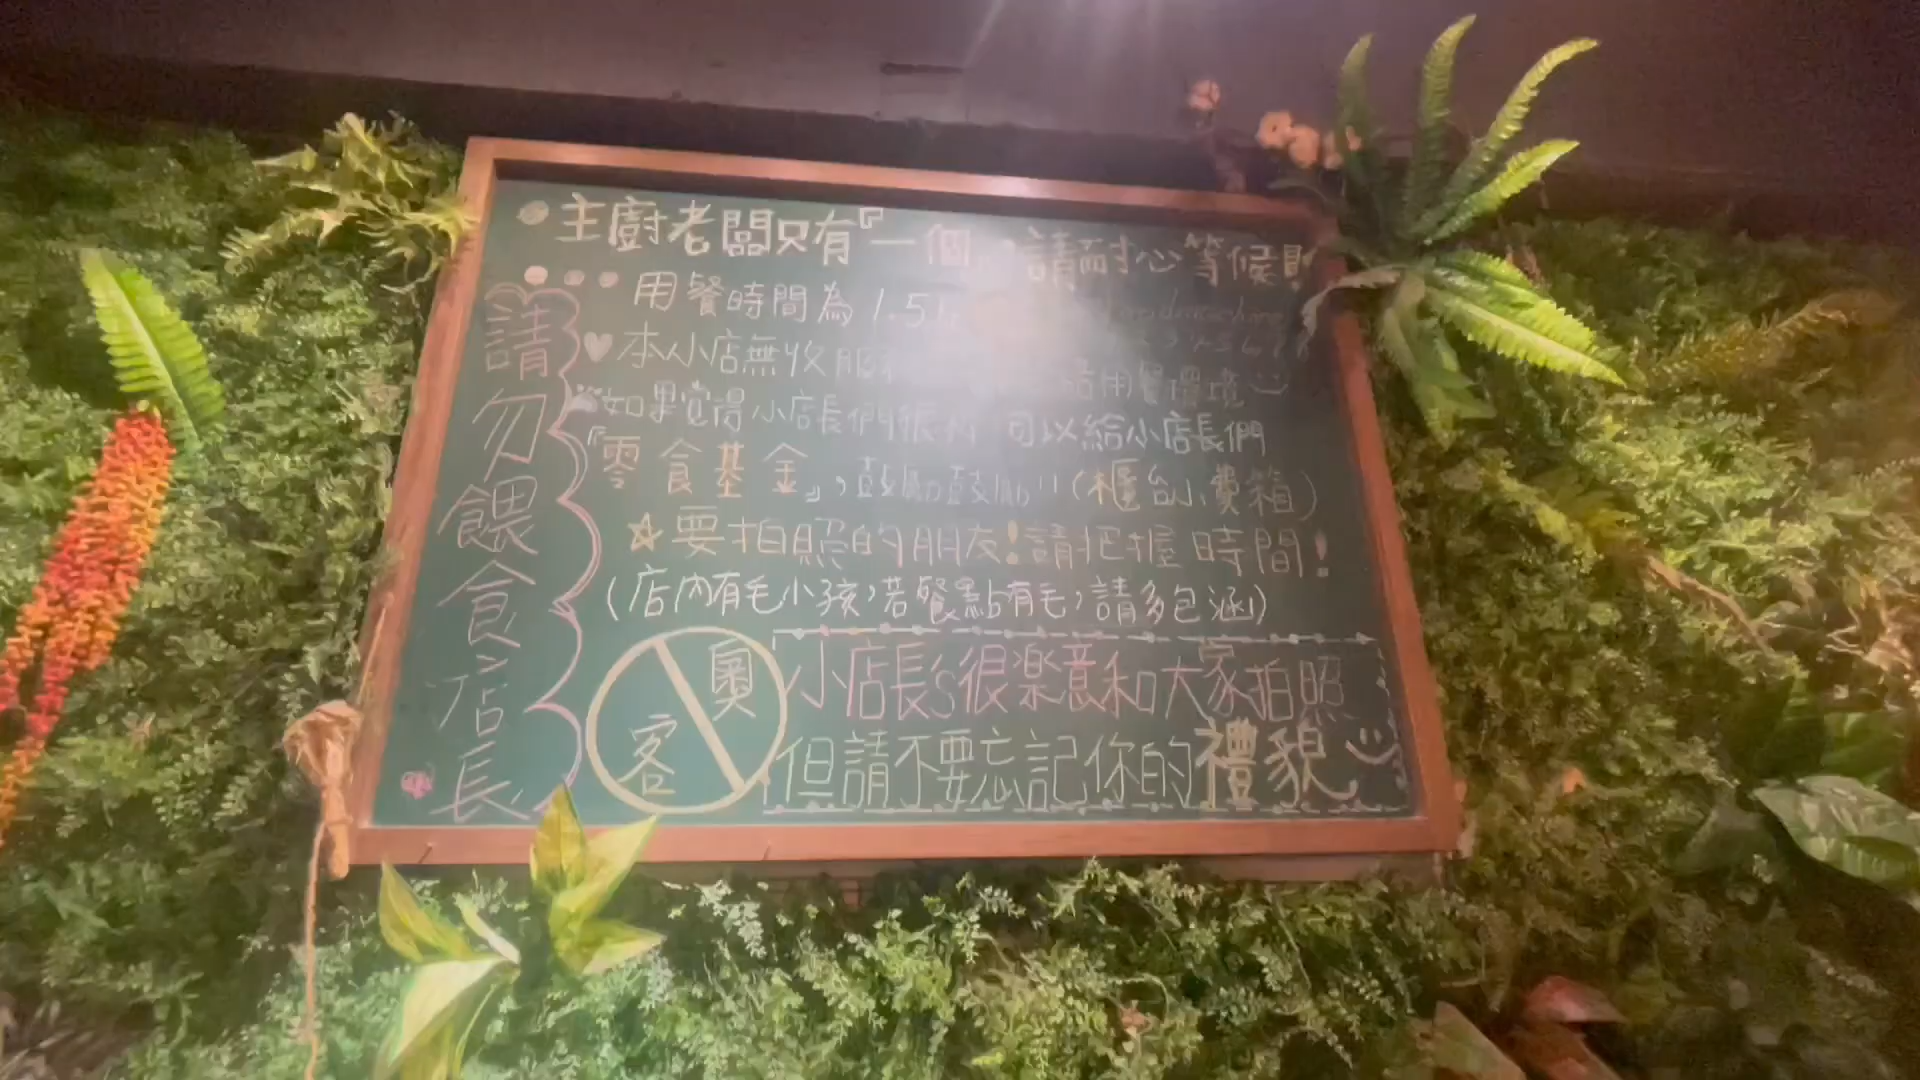 主廚老闆只有『一個 請耐心等候
用餐時間為1.5
本小店無收服 用餐環境
如果覺得小店長們很 可以給小店長們
『零食基金』,鼓勵鼓勵!!(櫃台小費箱)
☆要拍照的朋友!請把握時間!
(店內有毛小孩,若餐點有毛,請多包涵)
請勿餵食店長
奧客
小店長s很樂意和大家拍照
但請不要忘記你的禮貌